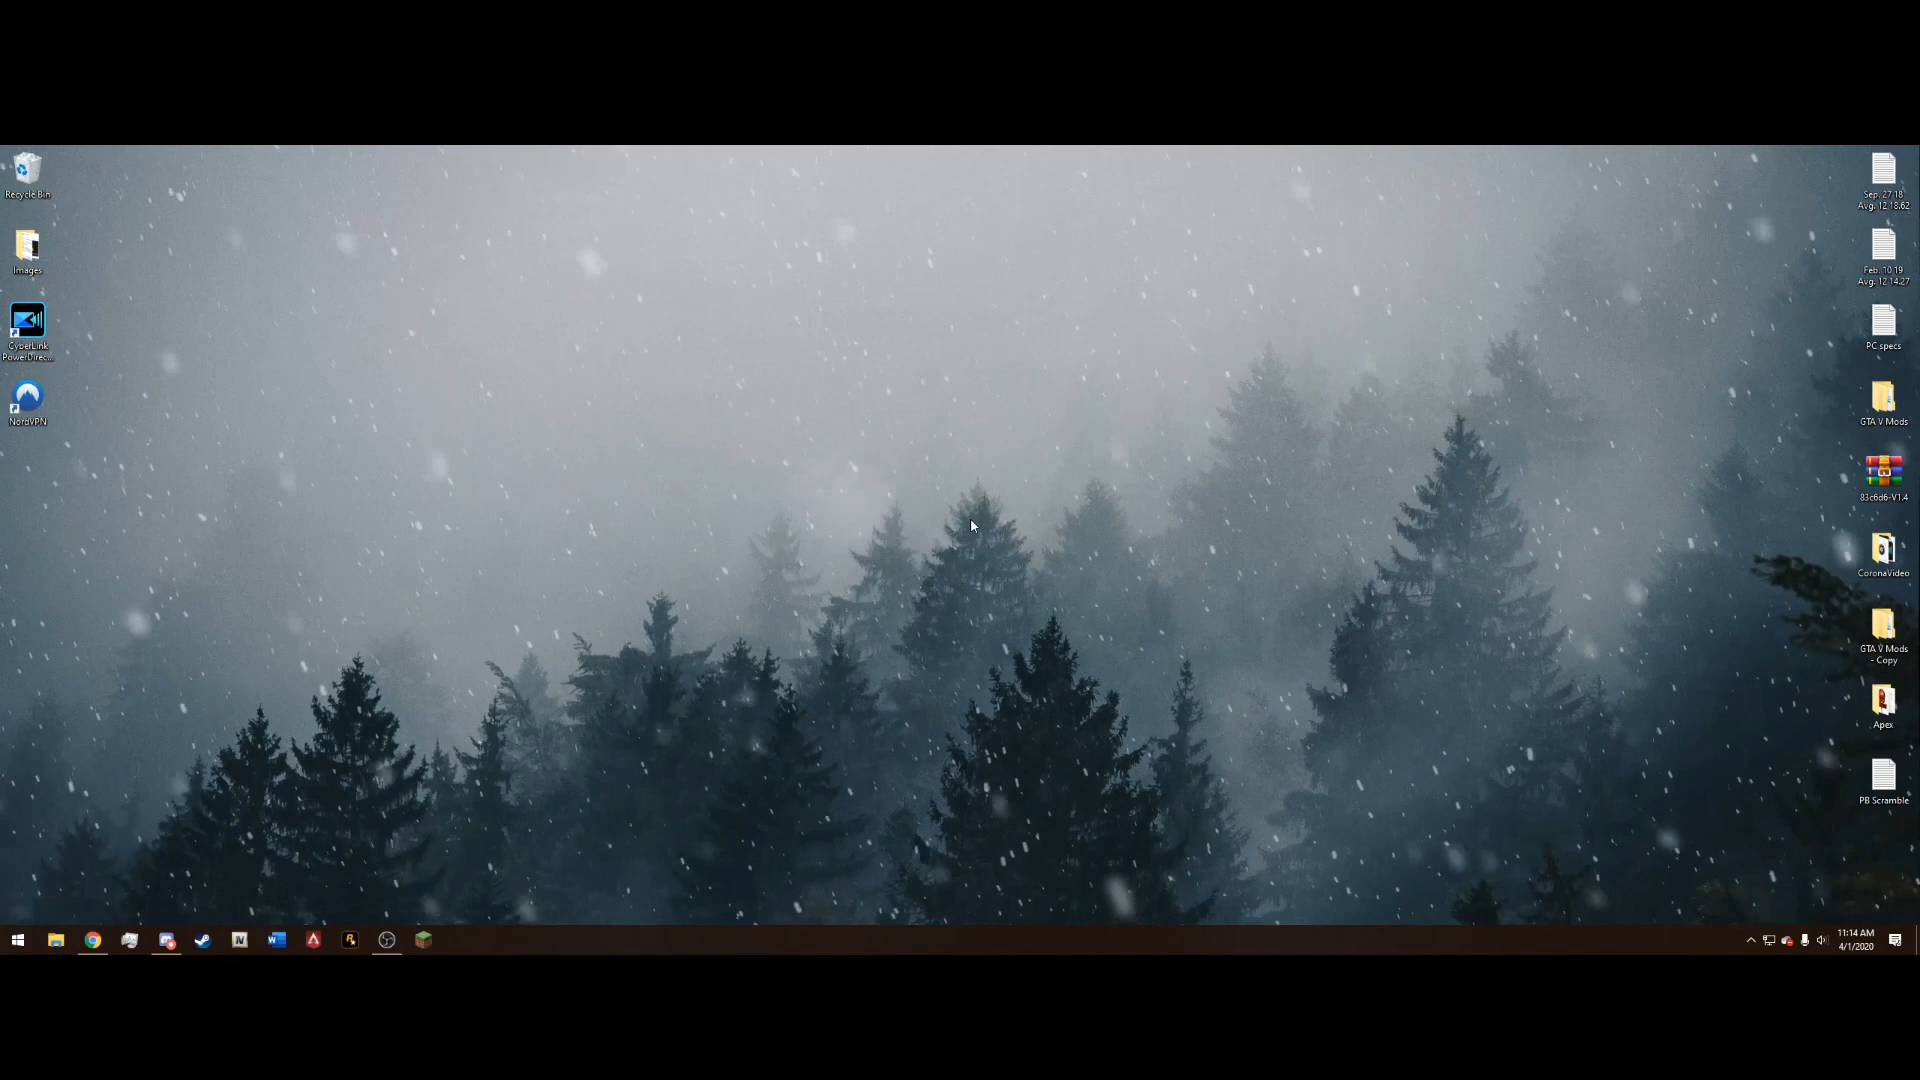 Recycle Bin
Images
CyberLink
PowerDirec...
NordVPN
Sep. 27 18
Avg. 12 18.62
Feb. 10 19
Avg. 12 14.27
PC specs
GTA V Mods
83c6d6-V1.4
CoronaVideo
GTA V Mods
- Copy
Apex
PB Scramble
11:14 AM
4/1/2020